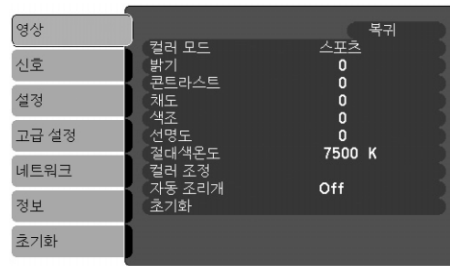 영상
신호
설정
고급 설정
네트워크
정보
초기화
복귀
컬러 모드 스포츠
밝기 0
콘트라스트 0
채도 0
색조 0
선명도 0
절대색온도 7500 K
컬러 조정
자동 조리개 Off
초기화